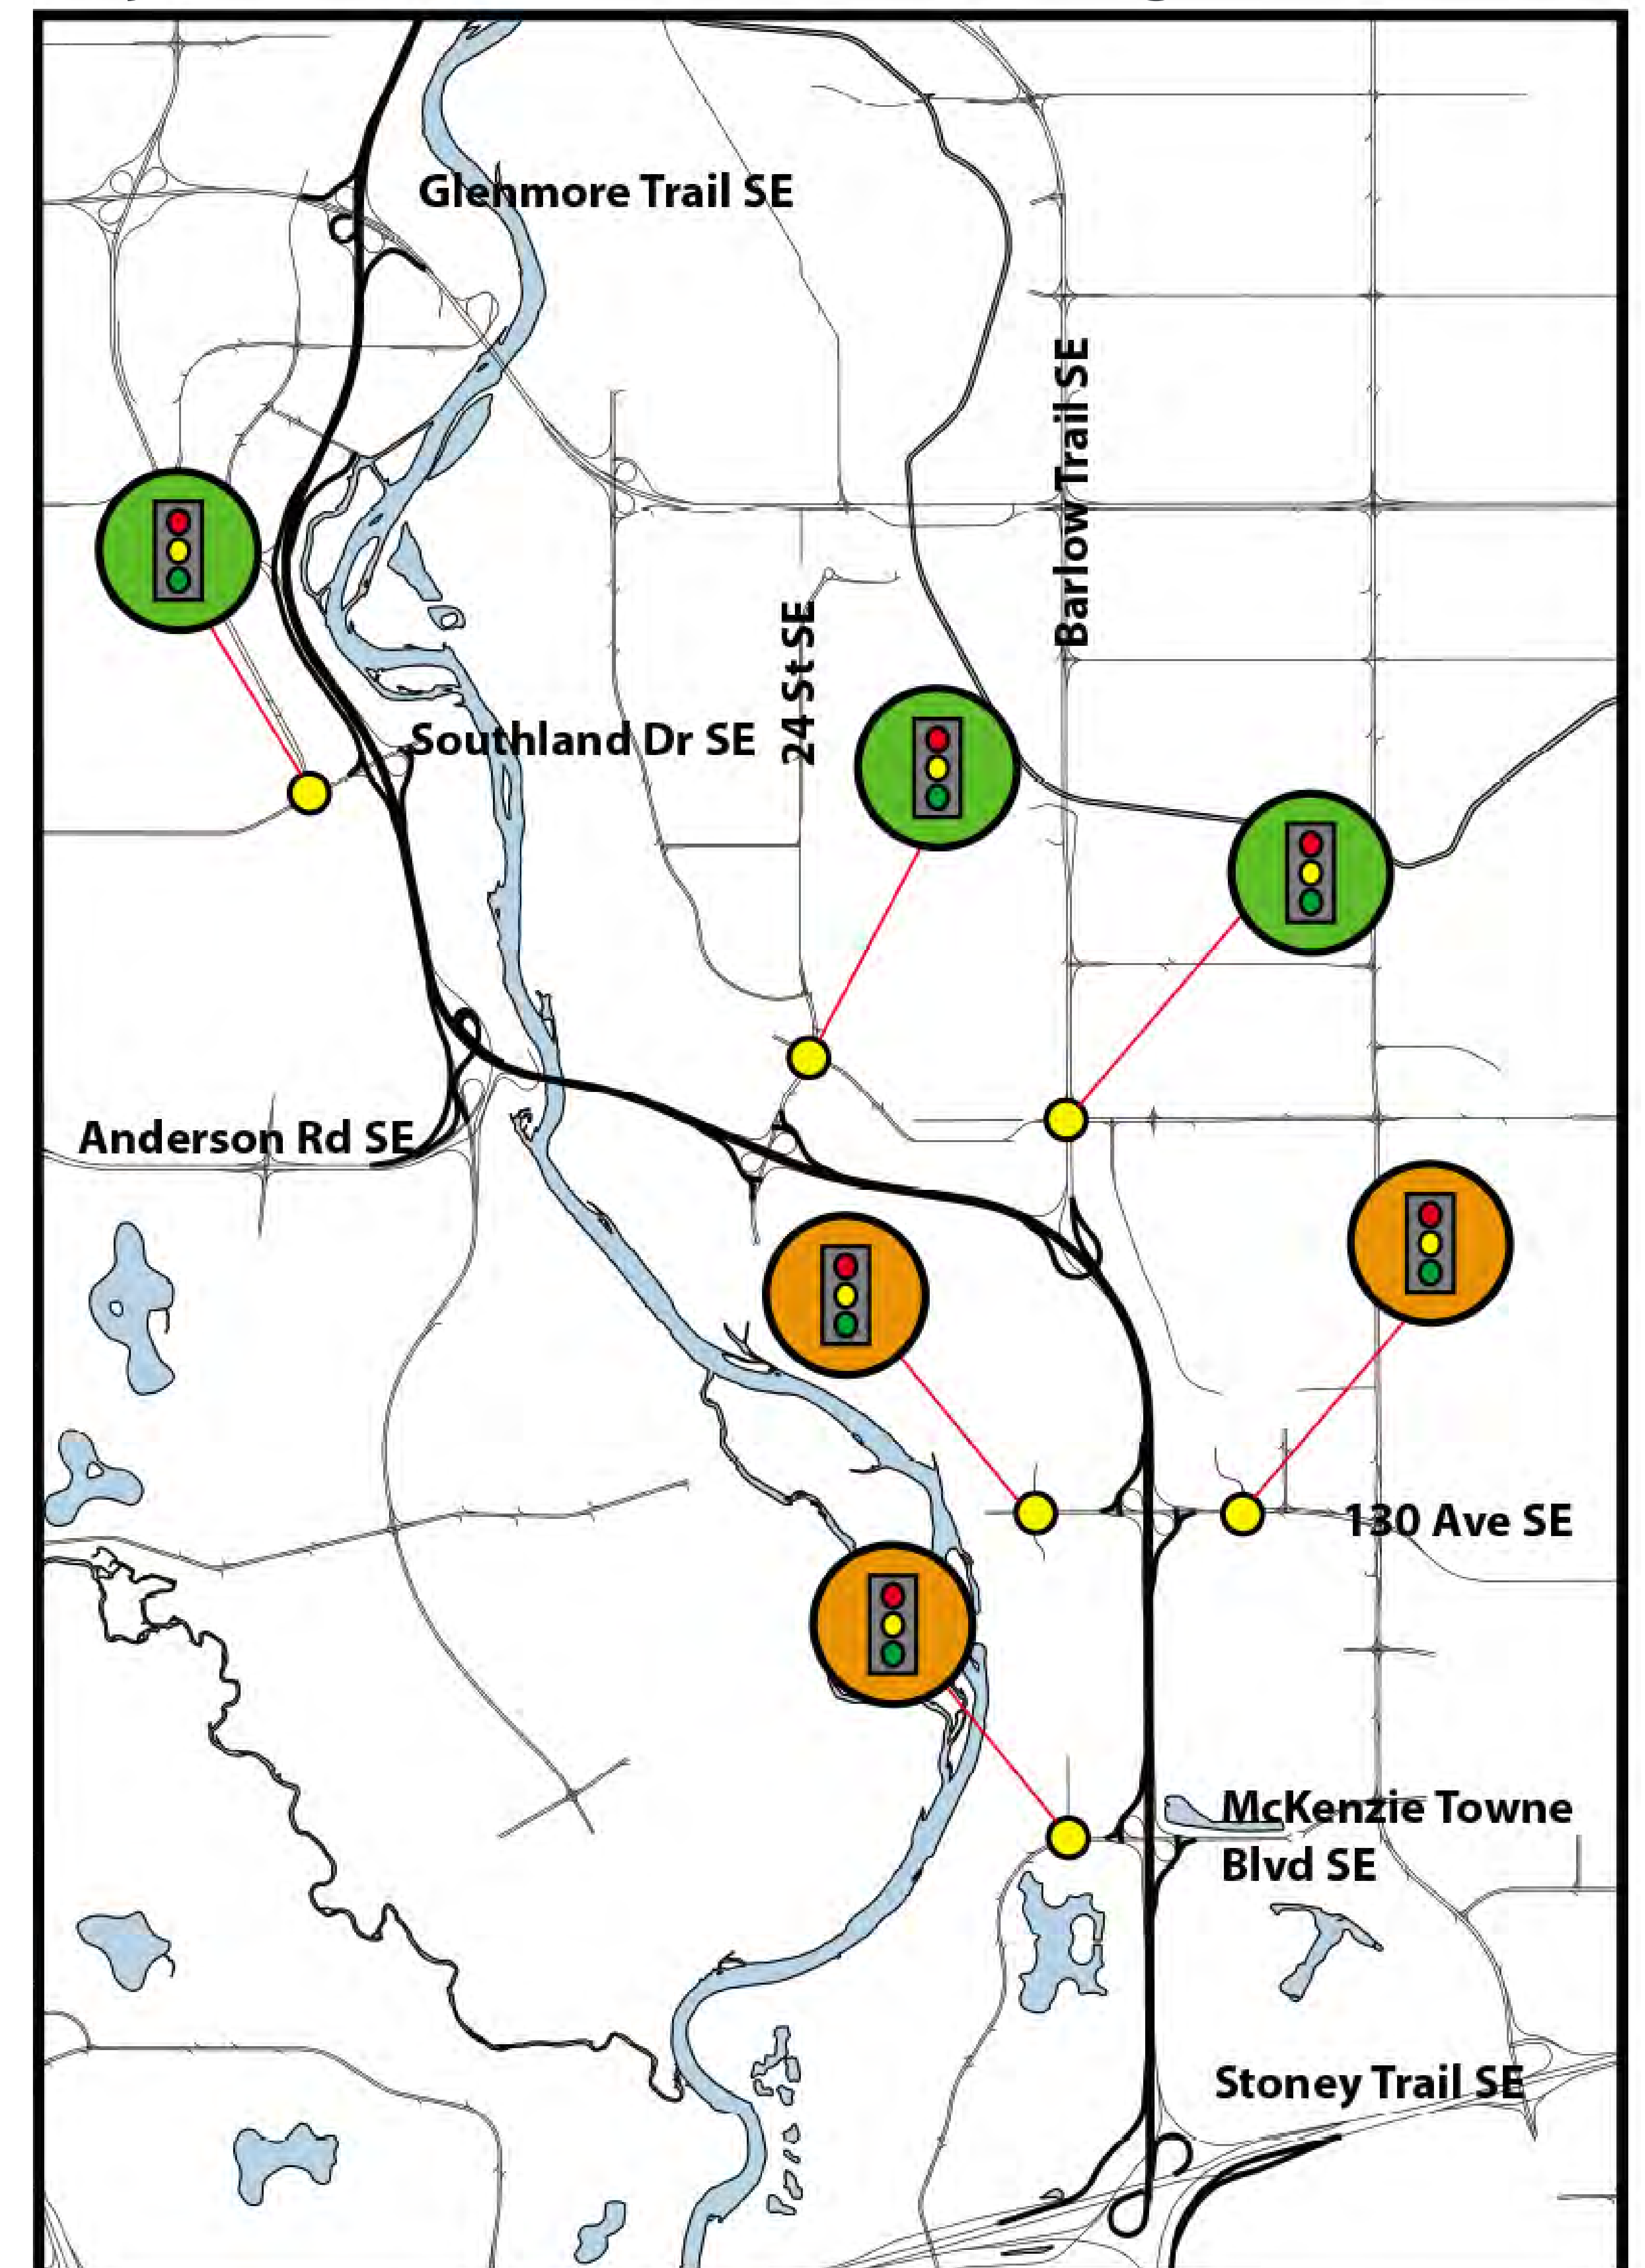 Glenmore Trail SE
Barlow Trail SE
24 St SE
Southland Dr SE
Anderson Rd SE
130 Ave SE
McKenzie Towne
Blvd SE
Stoney Trail SE